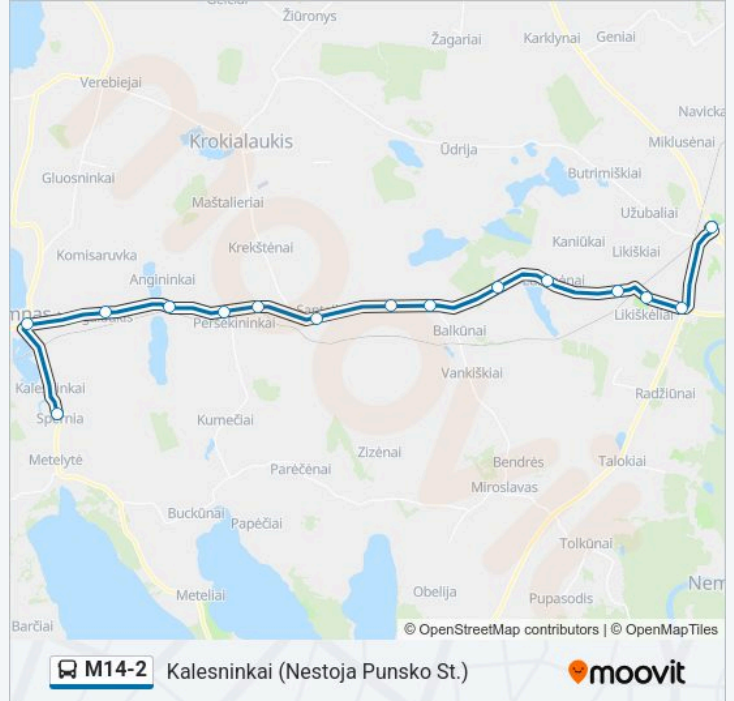 Žiūronys
Žagariai
Karklynai
Geniai
Verebiejai
Navicka
Krokialaukis
Ūdrija
Miklusėnai
Butrimiškiai
Gluosninkai
Maštalieriai
Užubaliai
Krekštėnai
Kaniūkai
Komisaruvka
Likiškiai
Angininkai
Persėkininkai
Likiškėliai
Balkūnai
Vankiškiai
Radžiūnai
Kumečiai
Metelytė
Zizėnai
Bendrės
Talokiai
Parėčėnai
Miroslavas
Buckūnai
Papėčiai
Tolkūnai
Nem
Meteliai
Obelija
Pupasodis
Barčiai
© OpenStreetMap contributors | © OpenMapTiles
M14-2 Kalesninkai (Nestoja Punsko St.) moovit